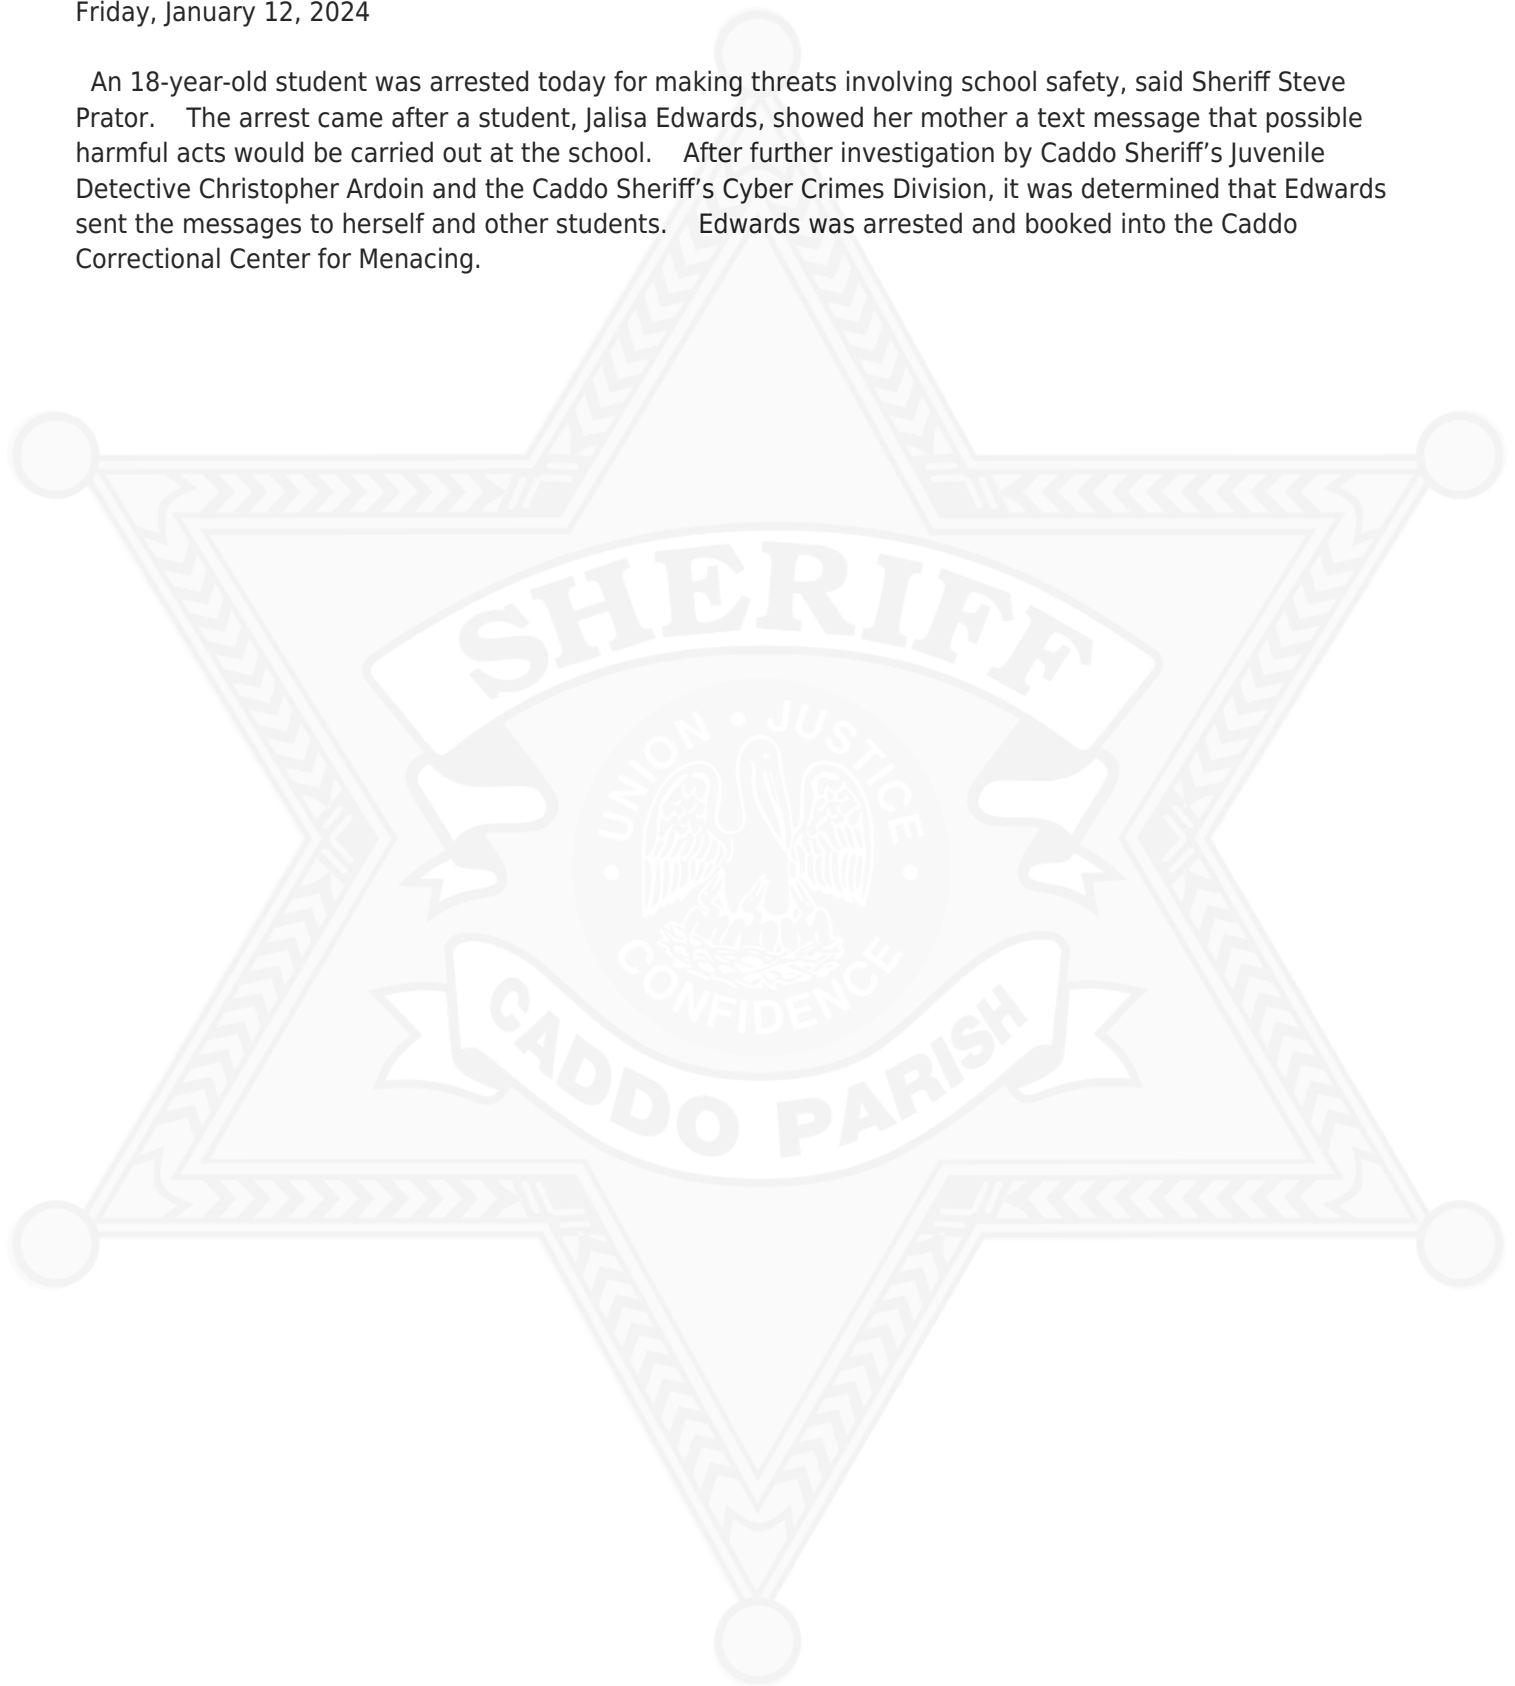 Friday, January 12, 2024
An 18-year-old student was arrested today for making threats involving school safety, said Sheriff Steve
Prator. The arrest came after a student, Jalisa Edwards, showed her mother a text message that possible
harmful acts would be carried out at the school. After further investigation by Caddo Sheriff’s Juvenile
Detective Christopher Ardoin and the Caddo Sheriff’s Cyber Crimes Division, it was determined that Edwards
sent the messages to herself and other students. Edwards was arrested and booked into the Caddo
Correctional Center for Menacing.
SHERIFF
UNION • JUSTICE
• CONFIDENCE •
CADDO PARISH